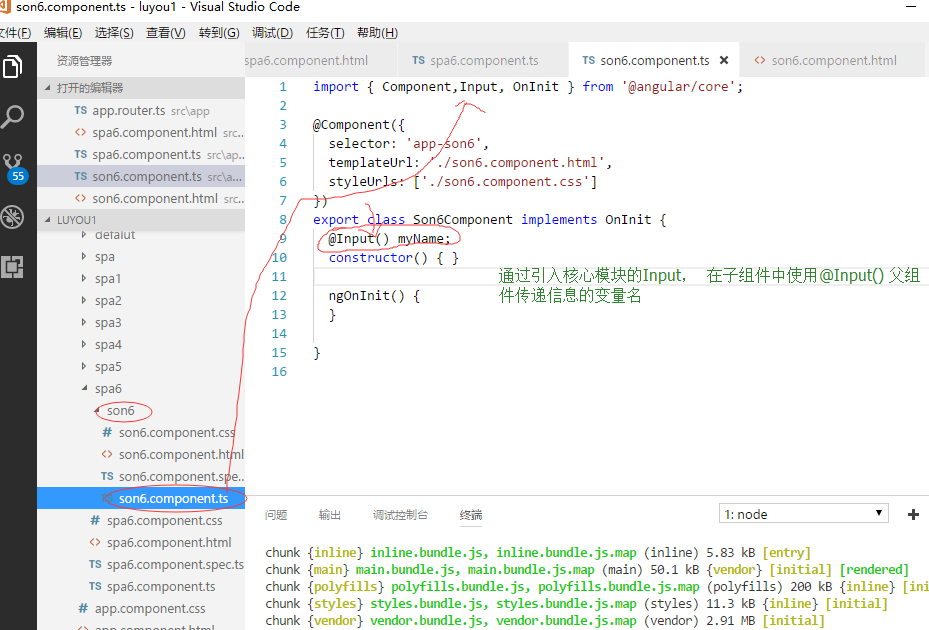 son6.component.ts - luyou1 - Visual Studio Code
文件(F) 编辑(E) 选择(S) 查看(V) 转到(G) 调试(D) 任务(T) 帮助(H)
资源管理器
spa6.component.html TS spa6.component.ts TS son6.component.ts × <> son6.component.html
打开的编辑器
TS app.router.ts src\app
<> spa6.component.html src...
TS spa6.component.ts src\ap...
TS son6.component.ts src\a...
<> son6.component.html src...
55
LUYOU1
defalut
spa
spa1
spa2
spa3
spa4
spa5
spa6
son6
# son6.component.css
<> son6.component.html
TS son6.component.spe...
son6.component.ts
# spa6.component.css
<> spa6.component.html
TS spa6.component.spec.ts
TS spa6.component.ts
# app.component.css
<> app.component.html
1 import { Component,Input, OnInit } from '@angular/core';
2
3 @Component({
4 selector: 'app-son6',
5 templateUrl: './son6.component.html',
6 styleUrls: ['./son6.component.css']
7 })
8 export class Son6Component implements OnInit {
9 @Input() myName;
10 constructor() { }
11
12 ngOnInit() {
13 }
14
15 }
16
通过引入核心模块的Input, 在子组件中使用@Input() 父组
件传递信息的变量名
问题 输出 调试控制台 终端 1: node
chunk {inline} inline.bundle.js, inline.bundle.js.map (inline) 5.83 kB [entry]
chunk {main} main.bundle.js, main.bundle.js.map (main) 50.1 kB {vendor} [initial] [rendered]
chunk {polyfills} polyfills.bundle.js, polyfills.bundle.js.map (polyfills) 200 kB {inline} [ini
chunk {styles} styles.bundle.js, styles.bundle.js.map (styles) 11.3 kB {inline} [initial]
chunk {vendor} vendor.bundle.js, vendor.bundle.js.map (vendor) 2.91 MB [initial]